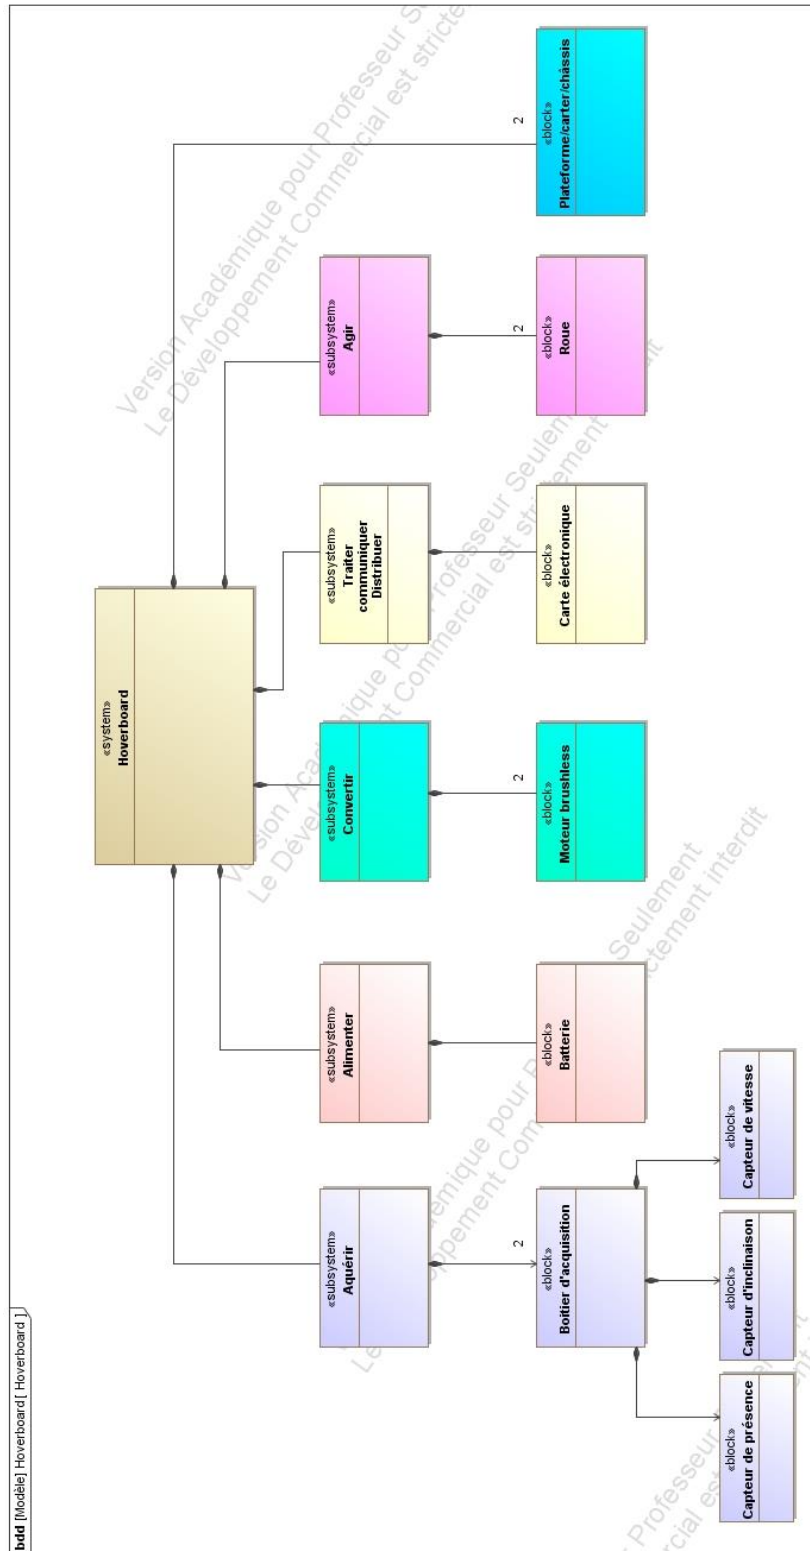 bdd [Modèle] Hoverboard [ Hoverboard ]
«system»
Hoverboard
«subsystem»
Aquérir
«subsystem»
Alimenter
«subsystem»
Convertir
«subsystem»
Traiter
communiquer
Distribuer
«subsystem»
Agir
2
«block»
Boitier d'acquisition
«block»
Batterie
2
«block»
Moteur brushless
«block»
Carte électronique
2
«block»
Roue
2
«block»
Plateforme/carter/châssis
«block»
Capteur de présence
«block»
Capteur d'inclinaison
«block»
Capteur de vitesse
Version Académique pour Professeur
Le Développement Commercial est